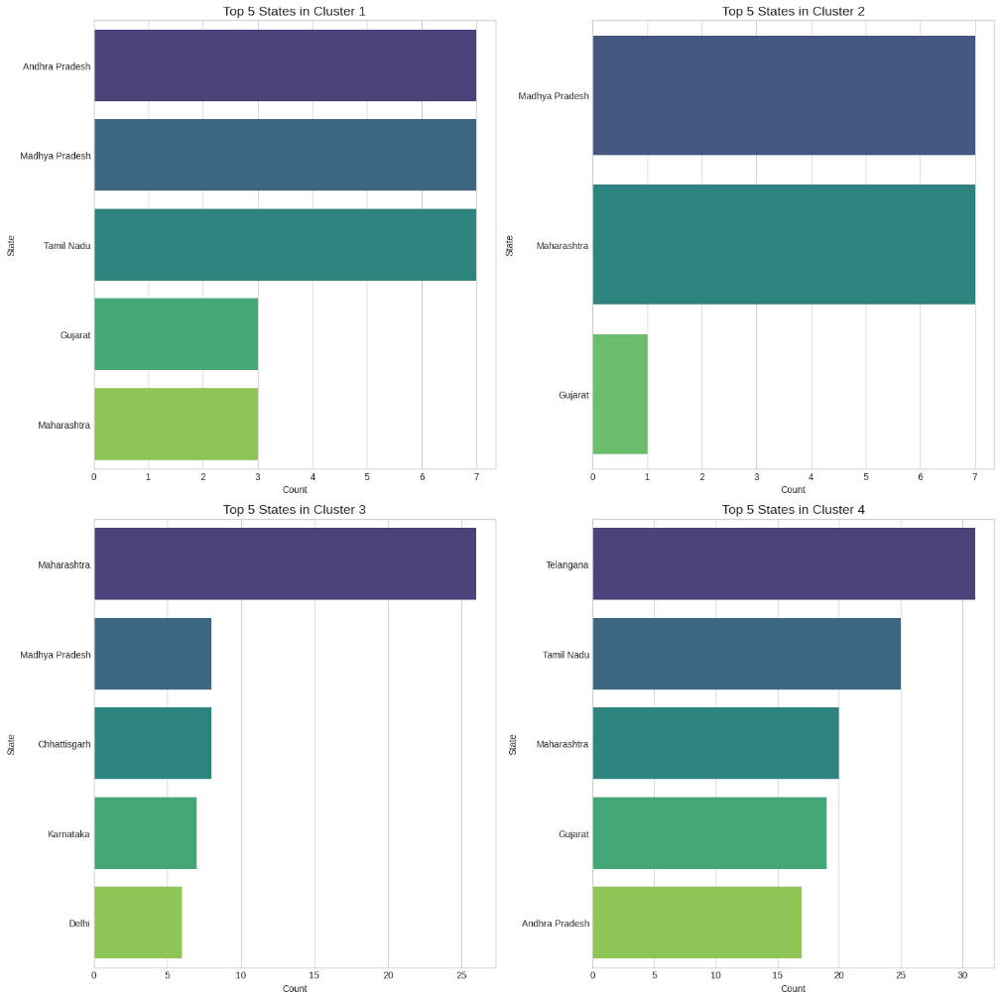 Top 5 States in Cluster 1
State
Andhra Pradesh
Madhya Pradesh
Tamil Nadu
Gujarat
Maharashtra
0 1 2 3 4 5 6 7
Count
Top 5 States in Cluster 2
State
Madhya Pradesh
Maharashtra
Gujarat
0 1 2 3 4 5 6 7
Count
Top 5 States in Cluster 3
State
Maharashtra
Madhya Pradesh
Chhattisgarh
Karnataka
Delhi
0 5 10 15 20 25
Count
Top 5 States in Cluster 4
State
Telangana
Tamil Nadu
Maharashtra
Gujarat
Andhra Pradesh
0 5 10 15 20 25 30
Count